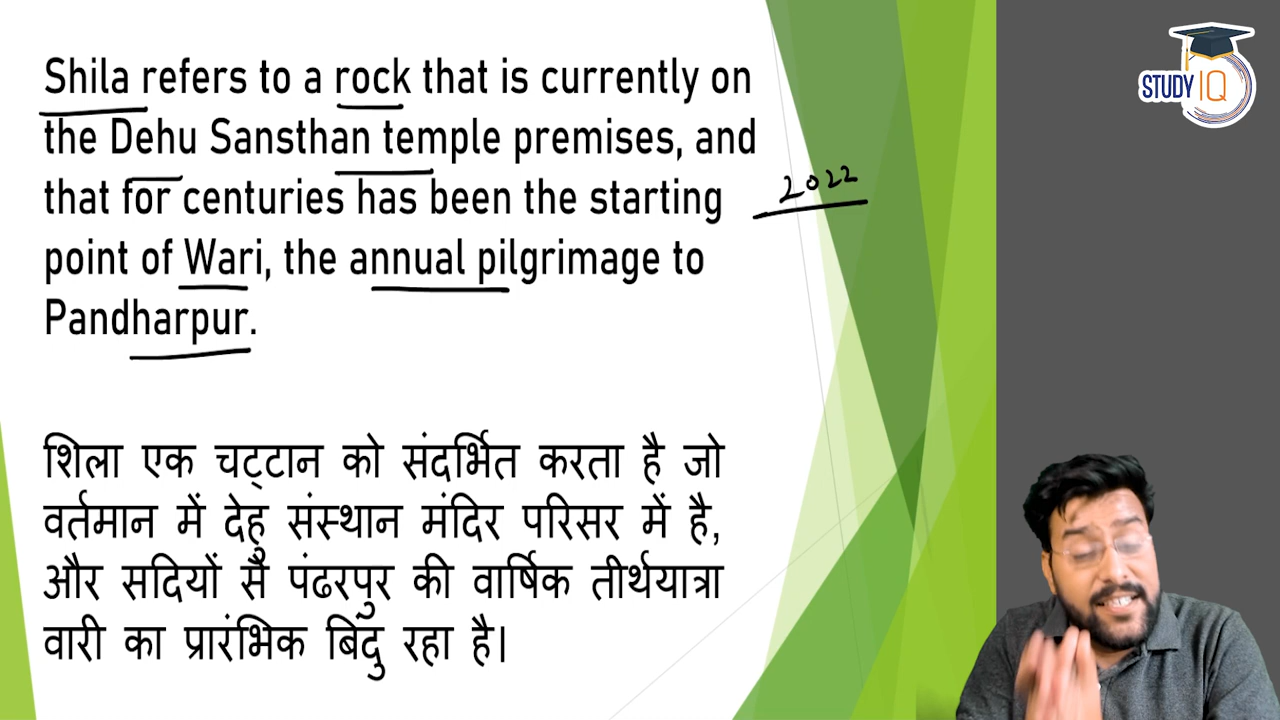 Shila refers to a rock that is currently on
the Dehu Sansthan temple premises, and
that for centuries has been the starting
point of Wari, the annual pilgrimage to
Pandharpur.
2022
शिला एक चट्टान को संदर्भित करता है जो
वर्तमान में देहु संस्थान मंदिर परिसर में है,
और सदियों से पंढरपुर की वार्षिक तीर्थयात्रा
वारी का प्रारंभिक बिंदु रहा है।
STUDY IQ